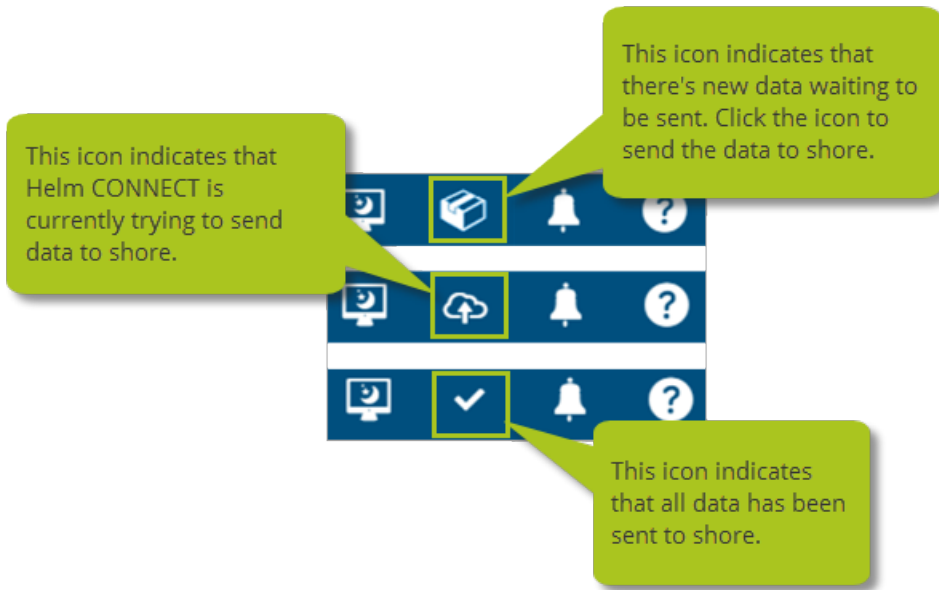 This icon indicates that
there's new data waiting to
be sent. Click the icon to
send the data to shore.
This icon indicates that
Helm CONNECT is
currently trying to send
data to shore.
?
?
?
This icon indicates
that all data has been
sent to shore.